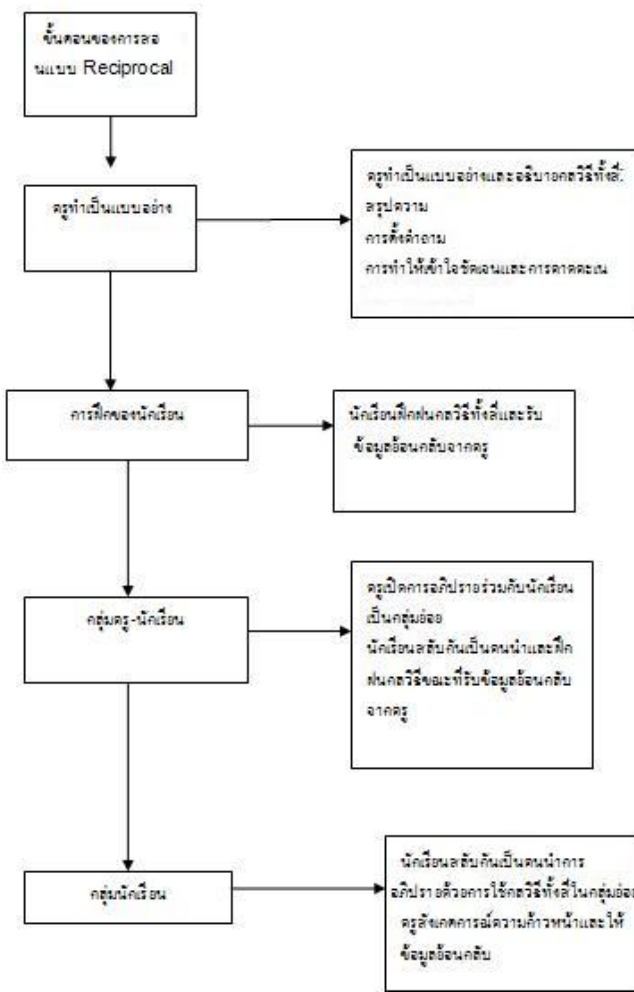 ขั้นตอนของการสอ
นแบบ Reciprocal
ครูทำเป็นแบบอย่าง
ครูทำเป็นแบบอย่างและอธิบายกลวิธีทั้งสี่:
สรุปความ
การตั้งคำถาม
การทำให้เข้าใจชัดเจนและการคาดคะเน
การฝึกของนักเรียน
นักเรียนฝึกฝนกลวิธีทั้งสี่และรับ
ข้อมูลย้อนกลับจากครู
กลุ่มครู-นักเรียน
ครูเปิดการอภิปรายร่วมกับนักเรียน
เป็นกลุ่มย่อย
นักเรียนสลับกันเป็นคนนำและฝึก
ฝนกลวิธีขณะที่รับข้อมูลย้อนกลับ
จากครู
กลุ่มนักเรียน
นักเรียนสลับกันเป็นคนนำการ
อภิปรายด้วยการใช้กลวิธีทั้งสี่ในกลุ่มย่อย
ครูสังเกตการณ์ความก้าวหน้าและให้
ข้อมูลย้อนกลับ